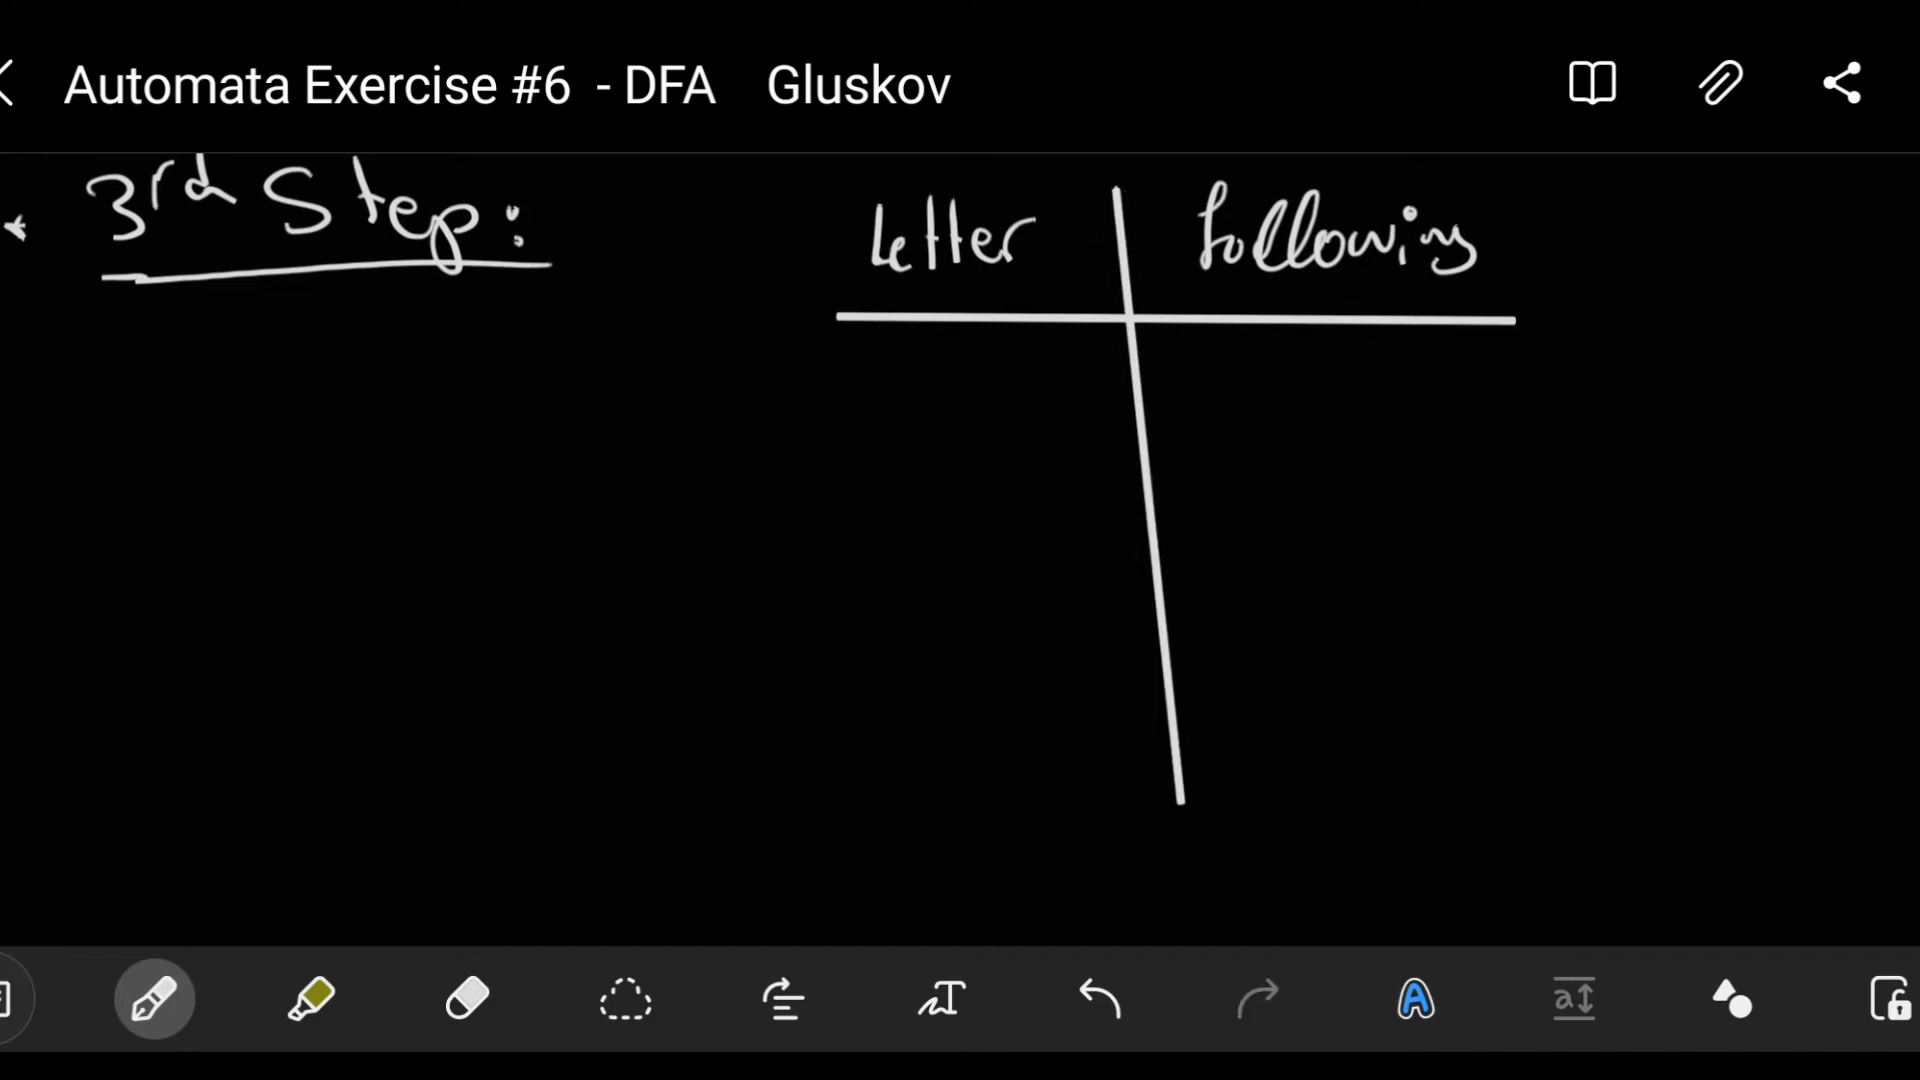 Automata Exercise #6 - DFA Gluskov
* 3rd Step:
Letter following